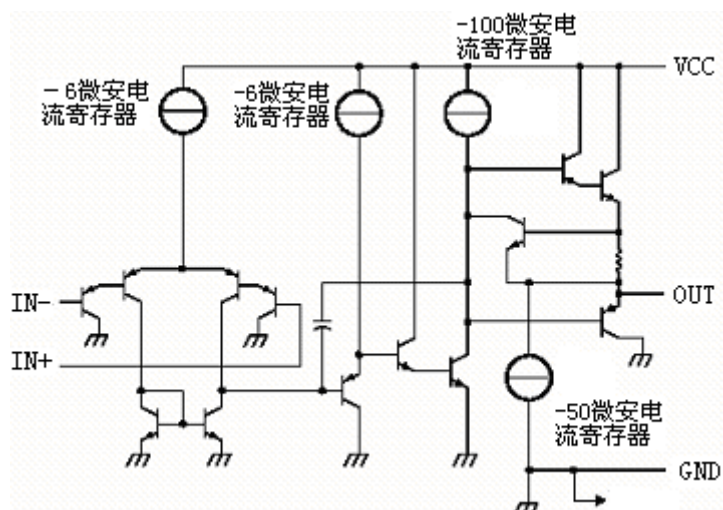 -100微安电
流寄存器
VCC
-6微安电
流寄存器
-6微安电
流寄存器
IN-
OUT
IN+
-50微安电
流寄存器
GND